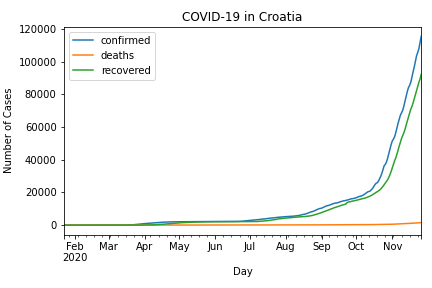 COVID-19 in Croatia
confirmed
deaths
recovered
120000
100000
80000
60000
40000
20000
0
Number of Cases
Feb Mar Apr May Jun Jul Aug Sep Oct Nov
2020
Day